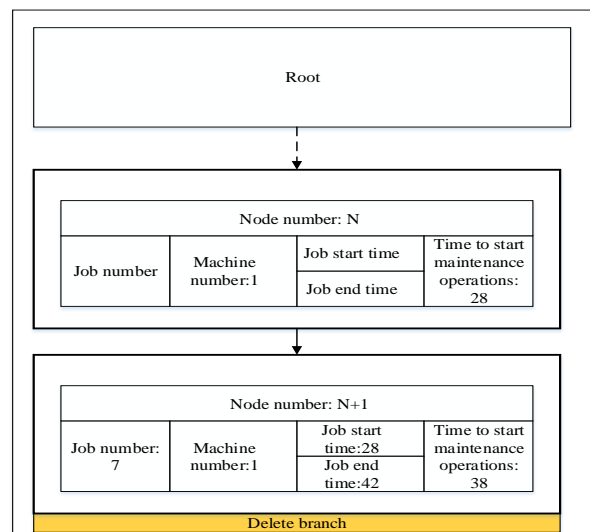 Root
Node number: N
Job number
Machine
number:1
Job start time
Job end time
Time to start
maintenance
operations:
28
Node number: N+1
Job number:
7
Machine
number:1
Job start
time:28
Job end
time:42
Time to start
maintenance
operations:
38
Delete branch